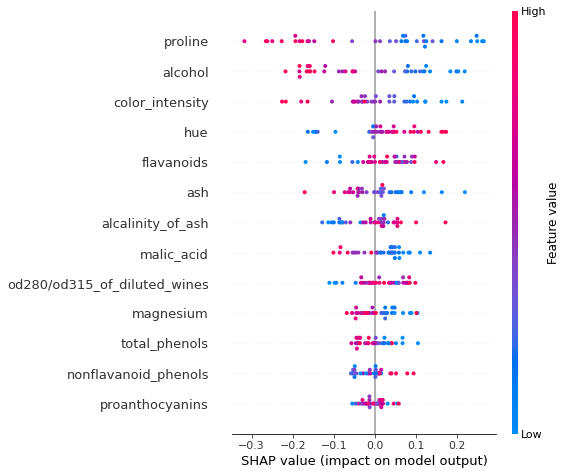 High
proline
alcohol
color_intensity
hue
flavanoids
ash
alcalinity_of_ash
malic_acid
od280/od315_of_diluted_wines
magnesium
total_phenols
nonflavanoid_phenols
proanthocyanins
Feature value
Low
−0.3 −0.2 −0.1 0.0 0.1 0.2
SHAP value (impact on model output)